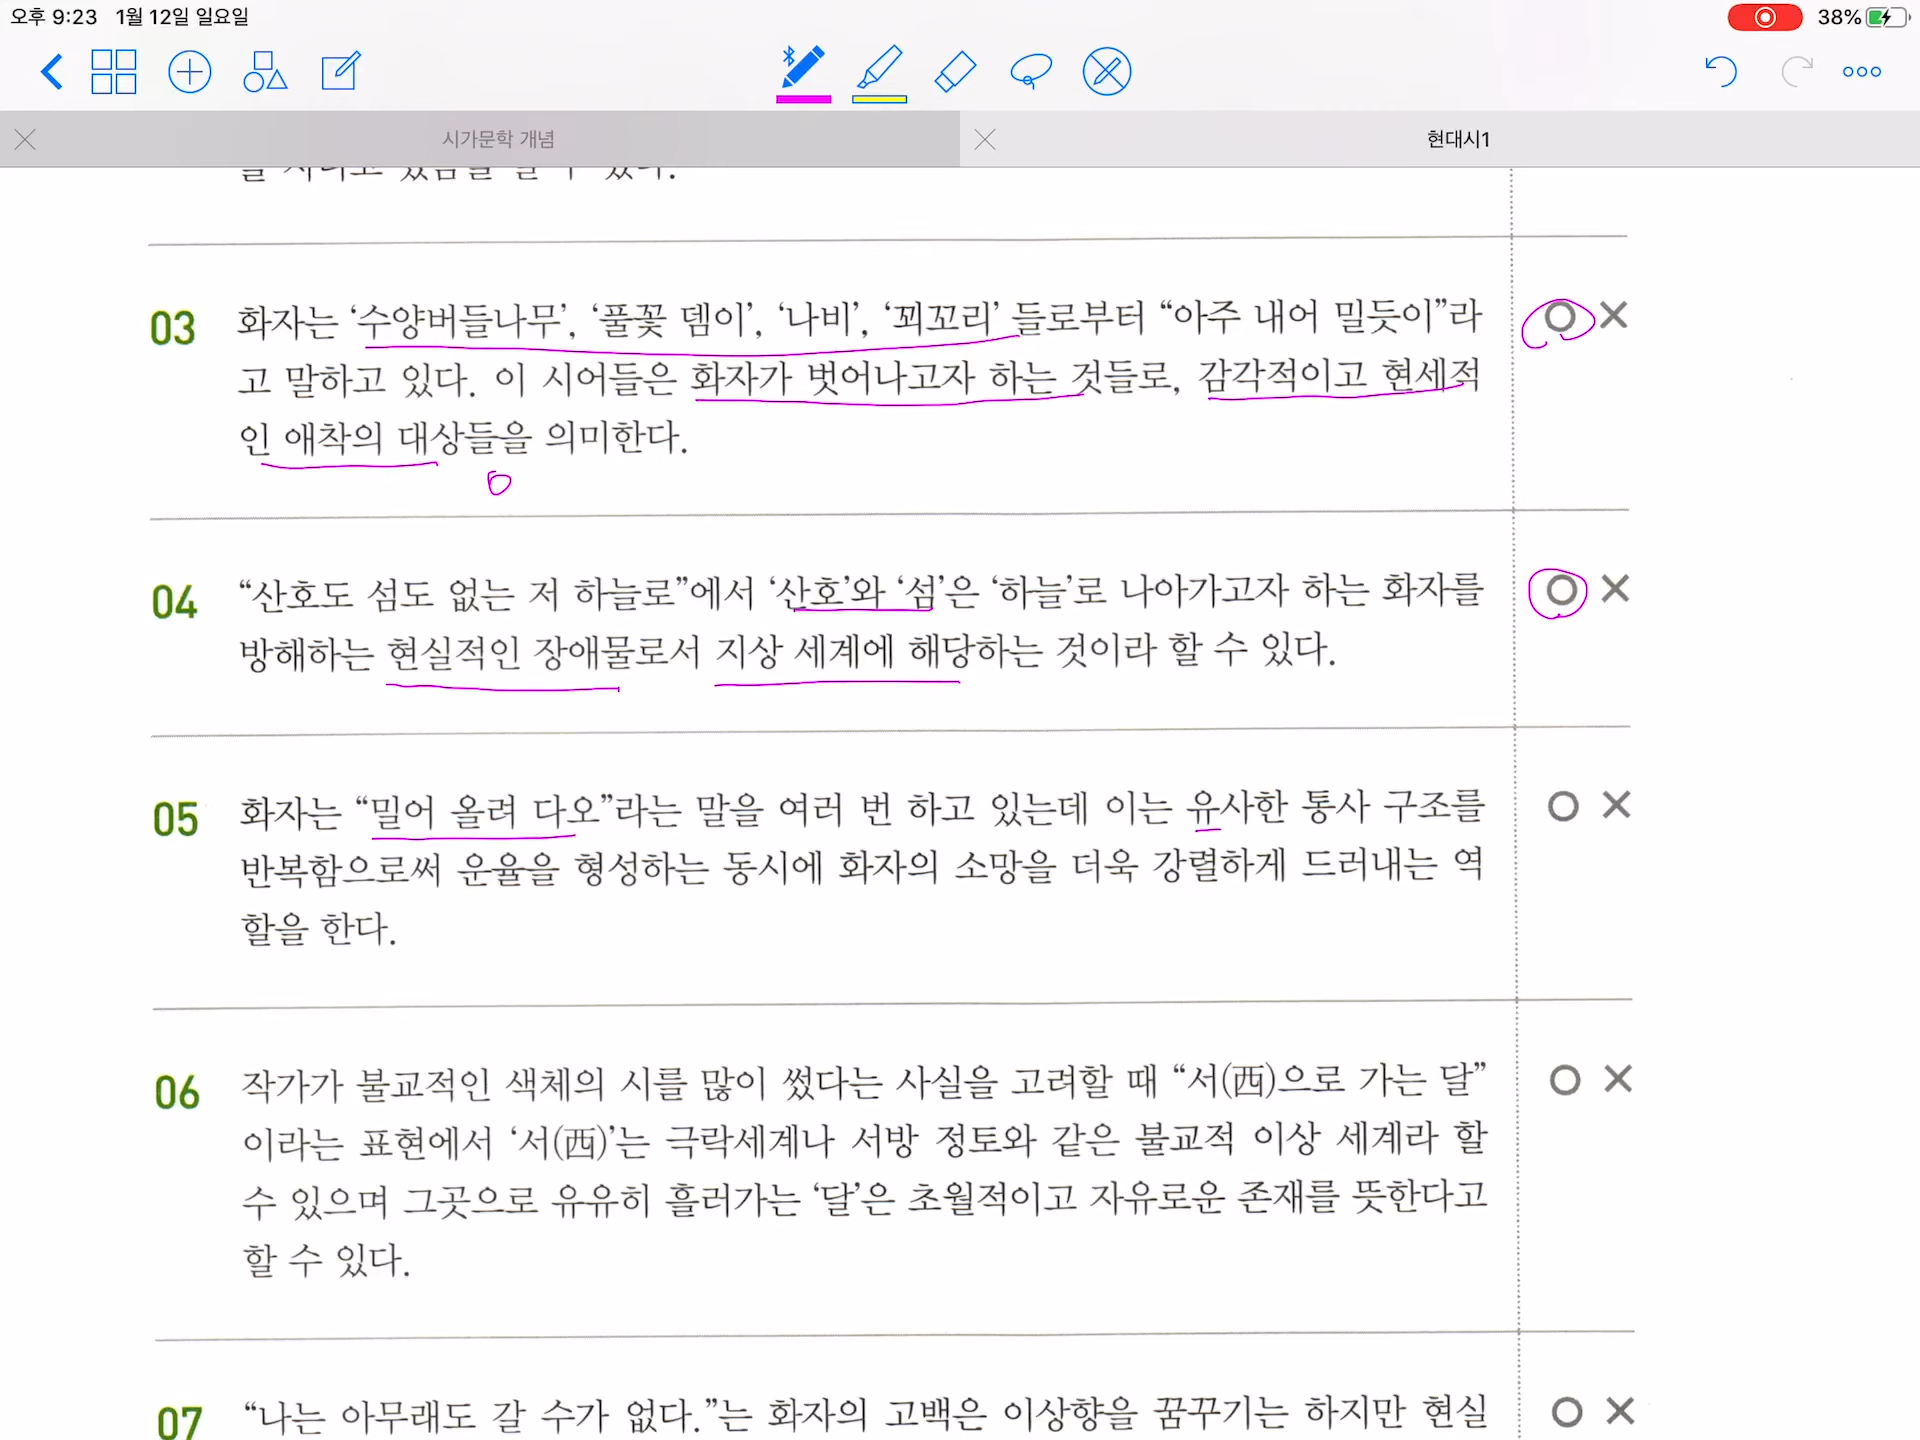 오후 9:23 1월 12일 일요일
38%
시가문학 개념
현대시1
03 화자는 ‘수양버들나무’, ‘풀꽃 뎀이’, ‘나비’, ‘꾀꼬리’ 들로부터 “아주 내어 밀듯이”라 O X
고 말하고 있다. 이 시어들은 화자가 벗어나고자 하는 것들로, 감각적이고 현세적
인 애착의 대상들을 의미한다.
04 “산호도 섬도 없는 저 하늘로”에서 ‘산호’와 ‘섬’은 ‘하늘’로 나아가고자 하는 화자를 O X
방해하는 현실적인 장애물로서 지상 세계에 해당하는 것이라 할 수 있다.
05 화자는 “밀어 올려 다오”라는 말을 여러 번 하고 있는데 이는 유사한 통사 구조를 O X
반복함으로써 운율을 형성하는 동시에 화자의 소망을 더욱 강렬하게 드러내는 역
할을 한다.
06 작가가 불교적인 색체의 시를 많이 썼다는 사실을 고려할 때 “서(西)으로 가는 달” O X
이라는 표현에서 ‘서(西)’는 극락세계나 서방 정토와 같은 불교적 이상 세계라 할
수 있으며 그곳으로 유유히 흘러가는 ‘달’은 초월적이고 자유로운 존재를 뜻한다고
할 수 있다.
07 “나는 아무래도 갈 수가 없다.”는 화자의 고백은 이상향을 꿈꾸기는 하지만 현실 O X